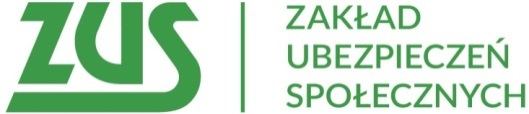 ZUS
ZAKŁAD
UBEZPIECZEŃ
SPOŁECZNYCH